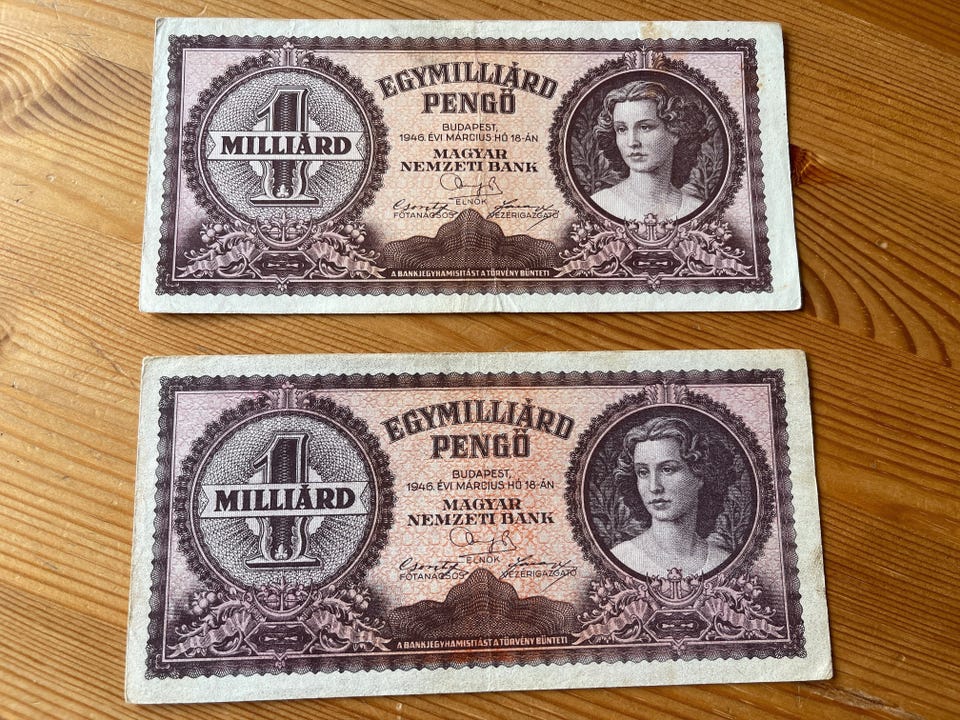 1
MILLIÁRD
EGYMILLIÁRD
PENGŐ
BUDAPEST,
1946. ÉVI MÁRCIUS HÓ 18-ÁN
MAGYAR
NEMZETI BANK
ELNÖK
FŐTANÁCSOS VEZÉRIGAZGATÓ
A BANKJEGYHAMISITÁST A TÖRVÉNY BÜNTETI
1
MILLIÁRD
EGYMILLIÁRD
PENGŐ
BUDAPEST,
1946. ÉVI MÁRCIUS HÓ 18-ÁN
MAGYAR
NEMZETI BANK
ELNÖK
FŐTANÁCSOS VEZÉRIGAZGATÓ
A BANKJEGYHAMISITÁST A TÖRVÉNY BÜNTETI